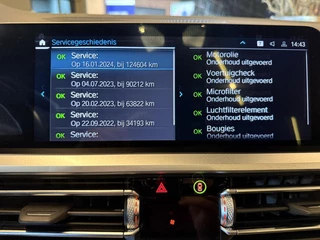 Servicegeschiedenis
14:43
OK Service:
Op 16.01.2024, bij 124604 km
OK Service:
Op 04.07.2023, bij 90212 km
OK Service:
Op 20.02.2023, bij 63822 km
OK Service:
Op 22.09.2022, bij 34193 km
OK
OK Motorolie
Onderhoud uitgevoerd
OK Voertuigcheck
Onderhoud uitgevoerd
OK Microfilter
Onderhoud uitgevoerd
OK Luchtfilterelement
Onderhoud uitgevoerd
OK Bougies
Onderhoud uitgevoerd